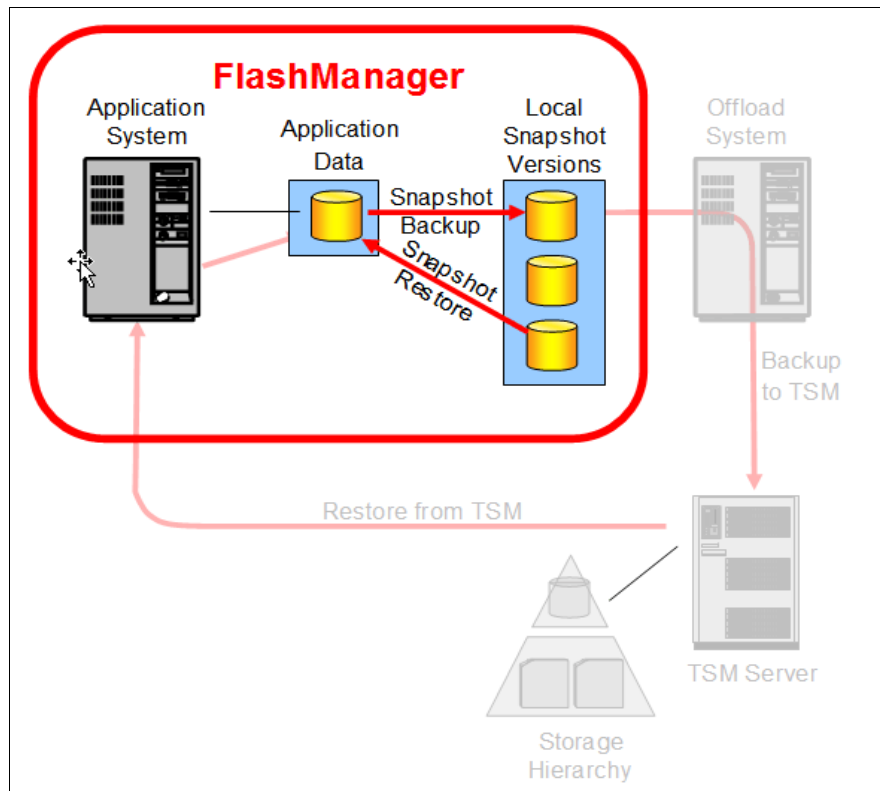 FlashManager
Application
System
Application
Data
Local
Snapshot
Versions
Offload
System
Snapshot
Backup
Snapshot
Restore
Backup
to TSM
Restore from TSM
TSM Server
Storage
Hierarchy